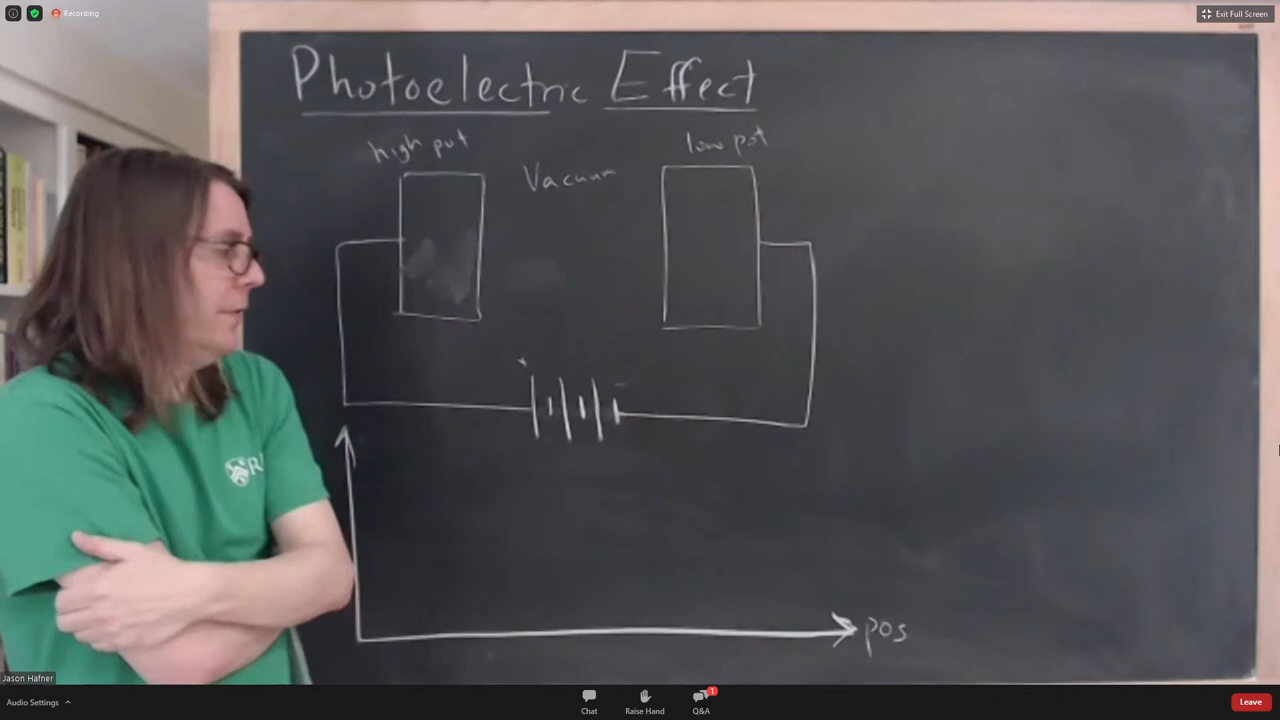 Recording
Exit Full Screen
Photoelectric Effect
high pot
low pot
Vacuum
+
-
R
pos
Jason Hafner
Audio Settings
Chat
Raise Hand
1
Q&A
Leave